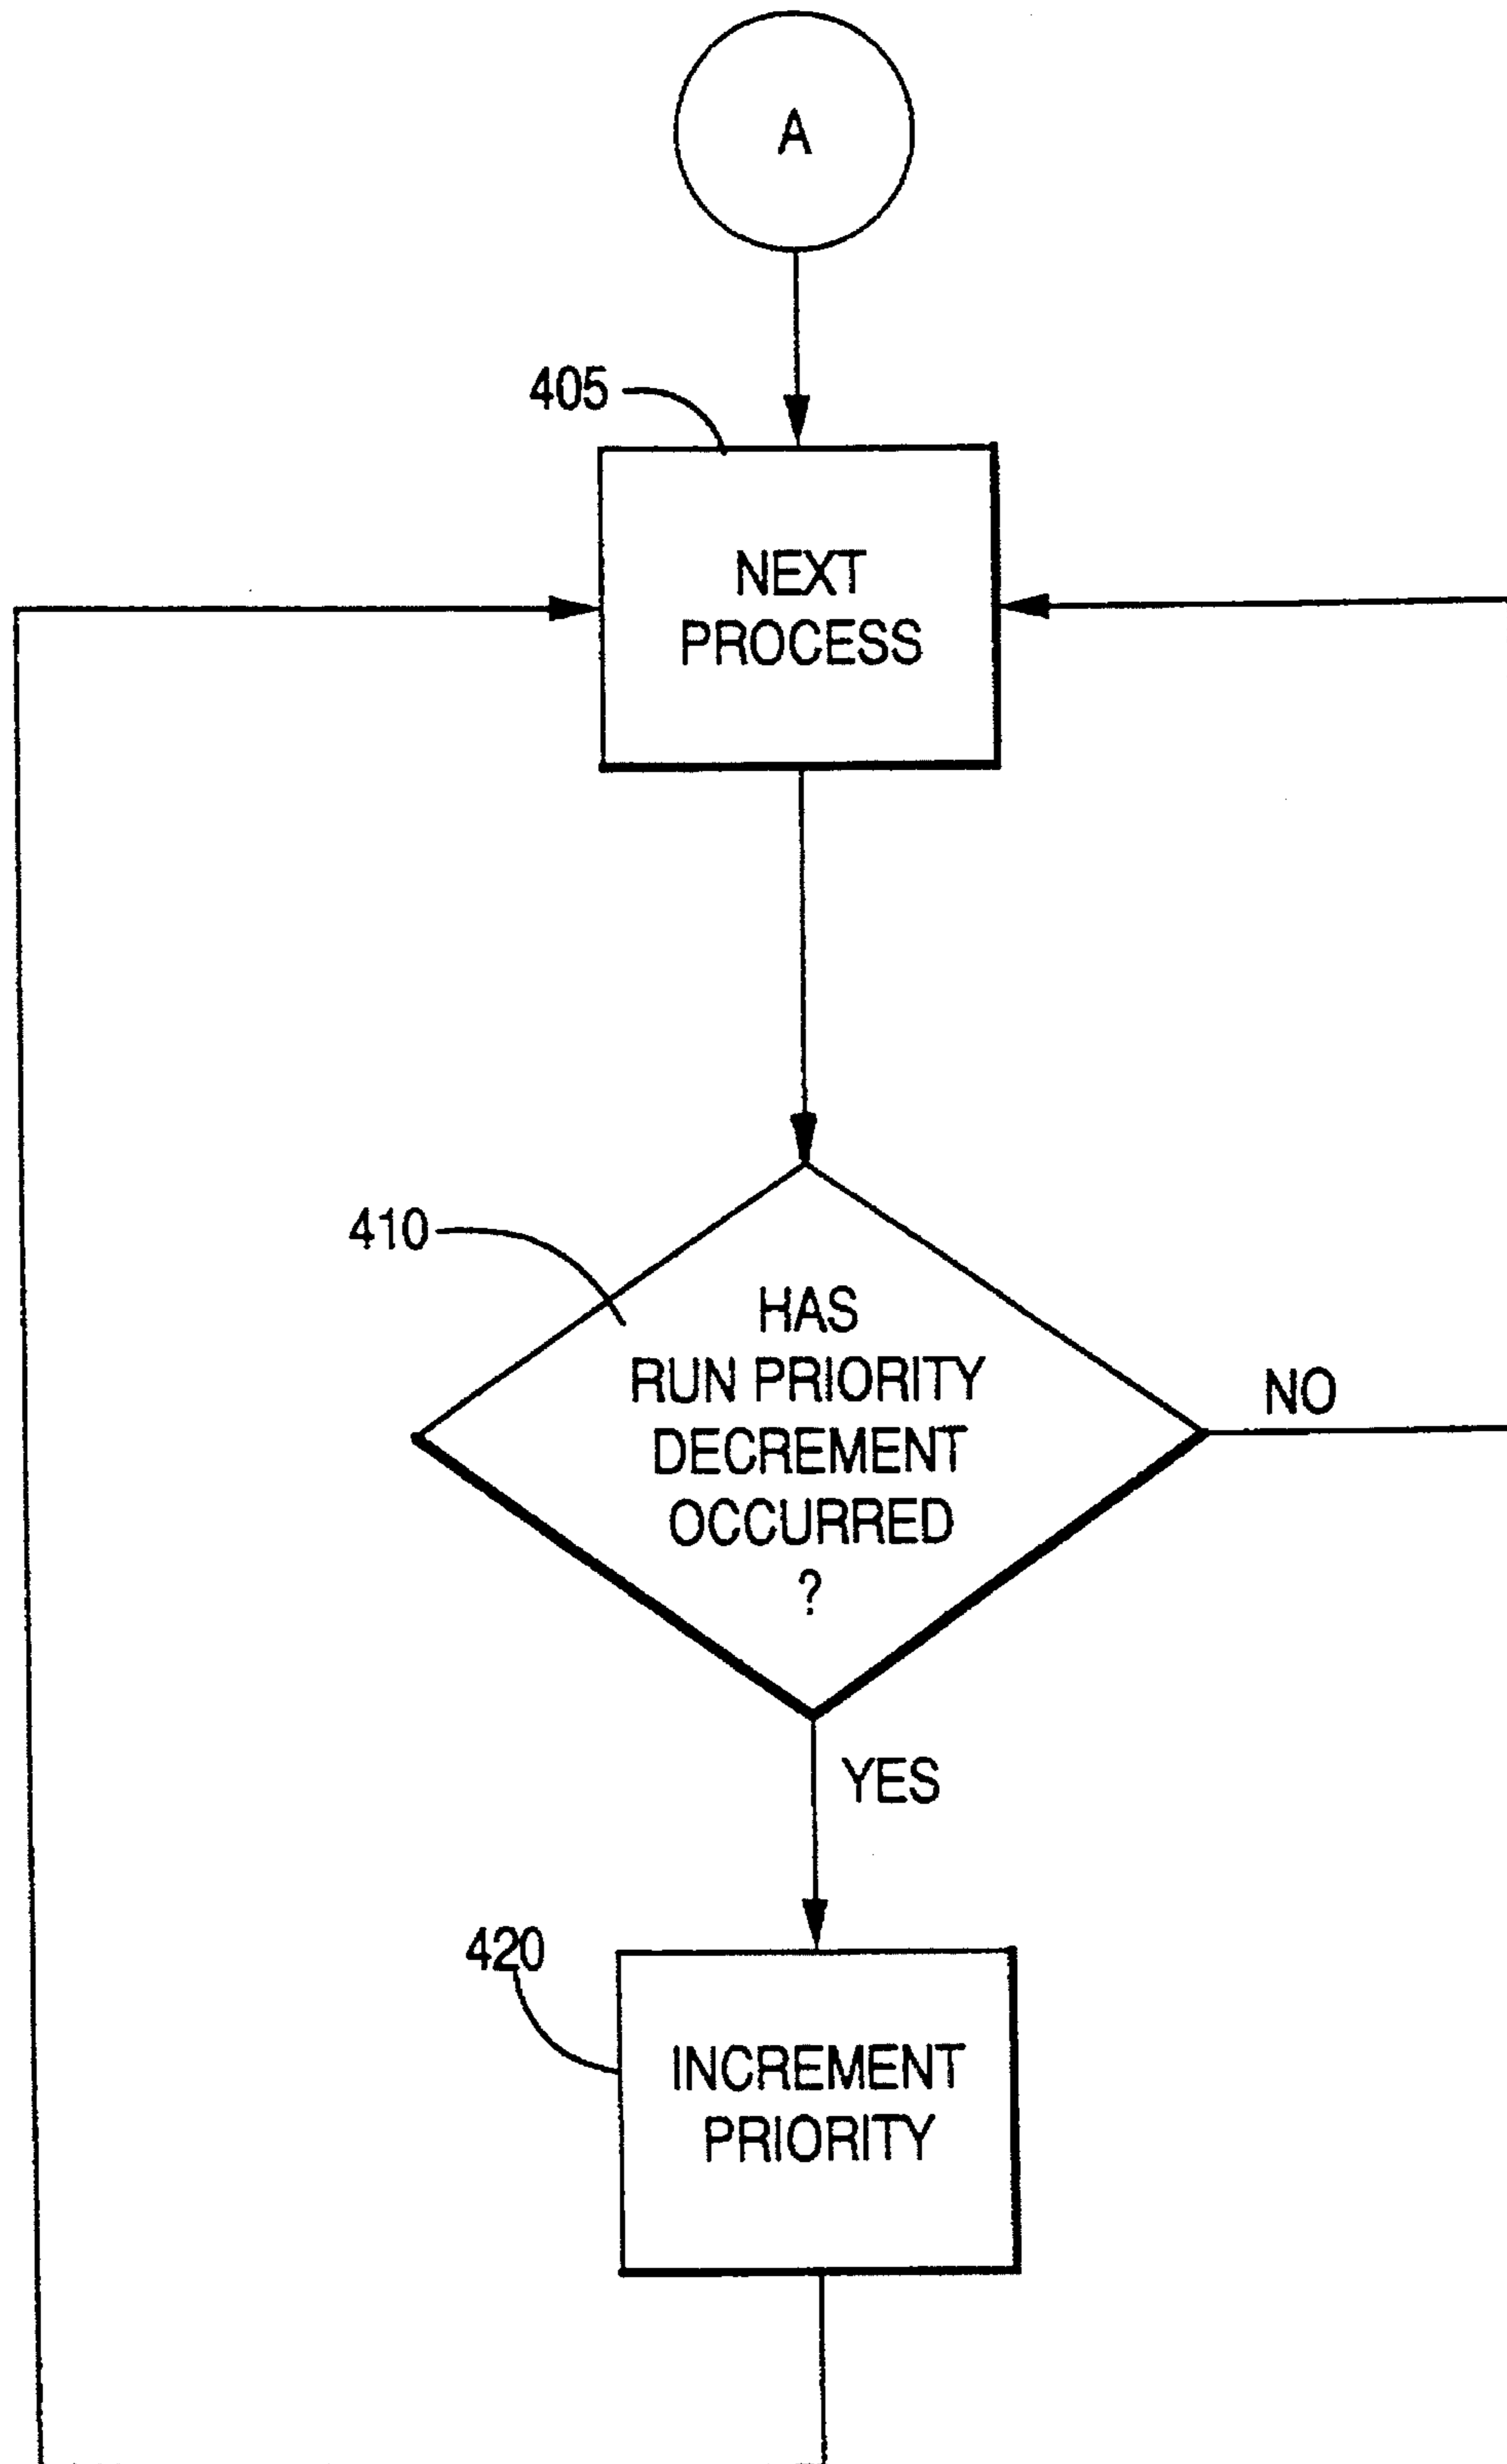 A
405
NEXT
PROCESS
410
HAS
RUN PRIORITY
DECREMENT
OCCURRED
?
NO
YES
420
INCREMENT
PRIORITY